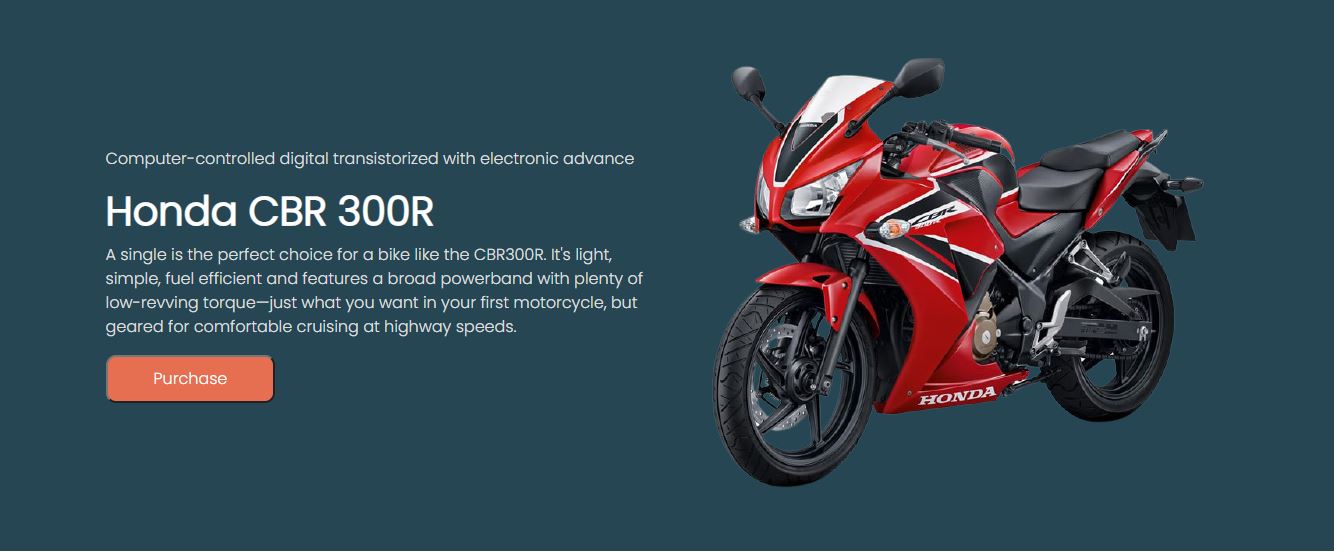 Computer-controlled digital transistorized with electronic advance
Honda CBR 300R
A single is the perfect choice for a bike like the CBR300R. It's light,
simple, fuel efficient and features a broad powerband with plenty of
low-revving torque—just what you want in your first motorcycle, but
geared for comfortable cruising at highway speeds.
Purchase
HONDA
CBR
HONDA